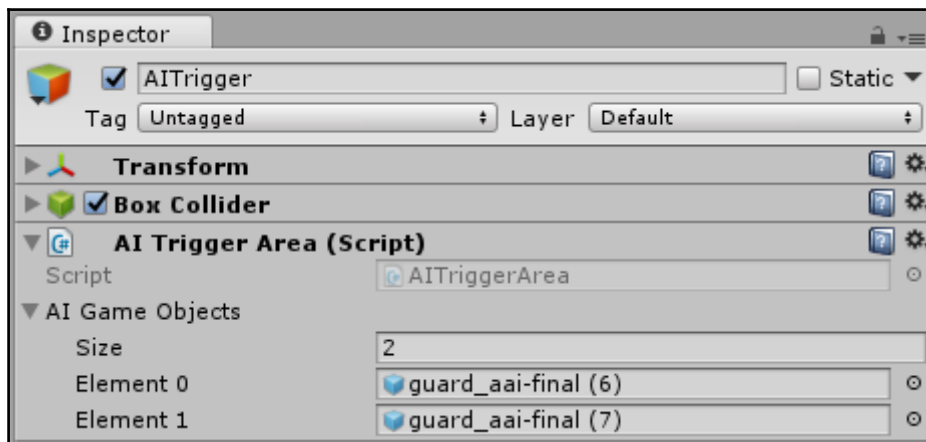 Inspector
AITrigger Static
Tag Untagged Layer Default
Transform
Box Collider
AI Trigger Area (Script)
Script AITriggerArea
AI Game Objects
Size 2
Element 0 guard_aai-final (6)
Element 1 guard_aai-final (7)